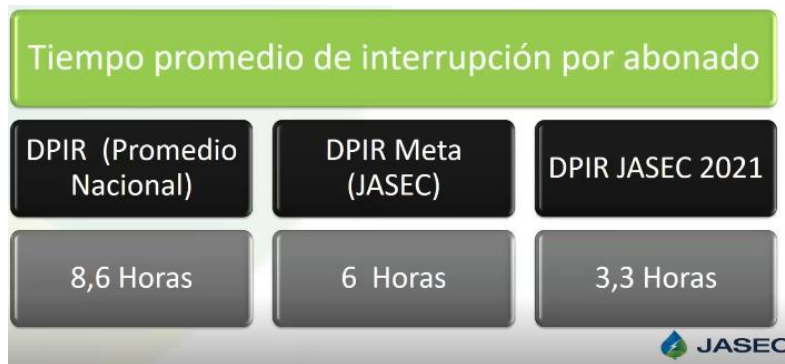 Tiempo promedio de interrupción por abonado
DPIR (Promedio
Nacional)
DPIR Meta
(JASEC)
DPIR JASEC 2021
8,6 Horas
6 Horas
3,3 Horas
JASEC